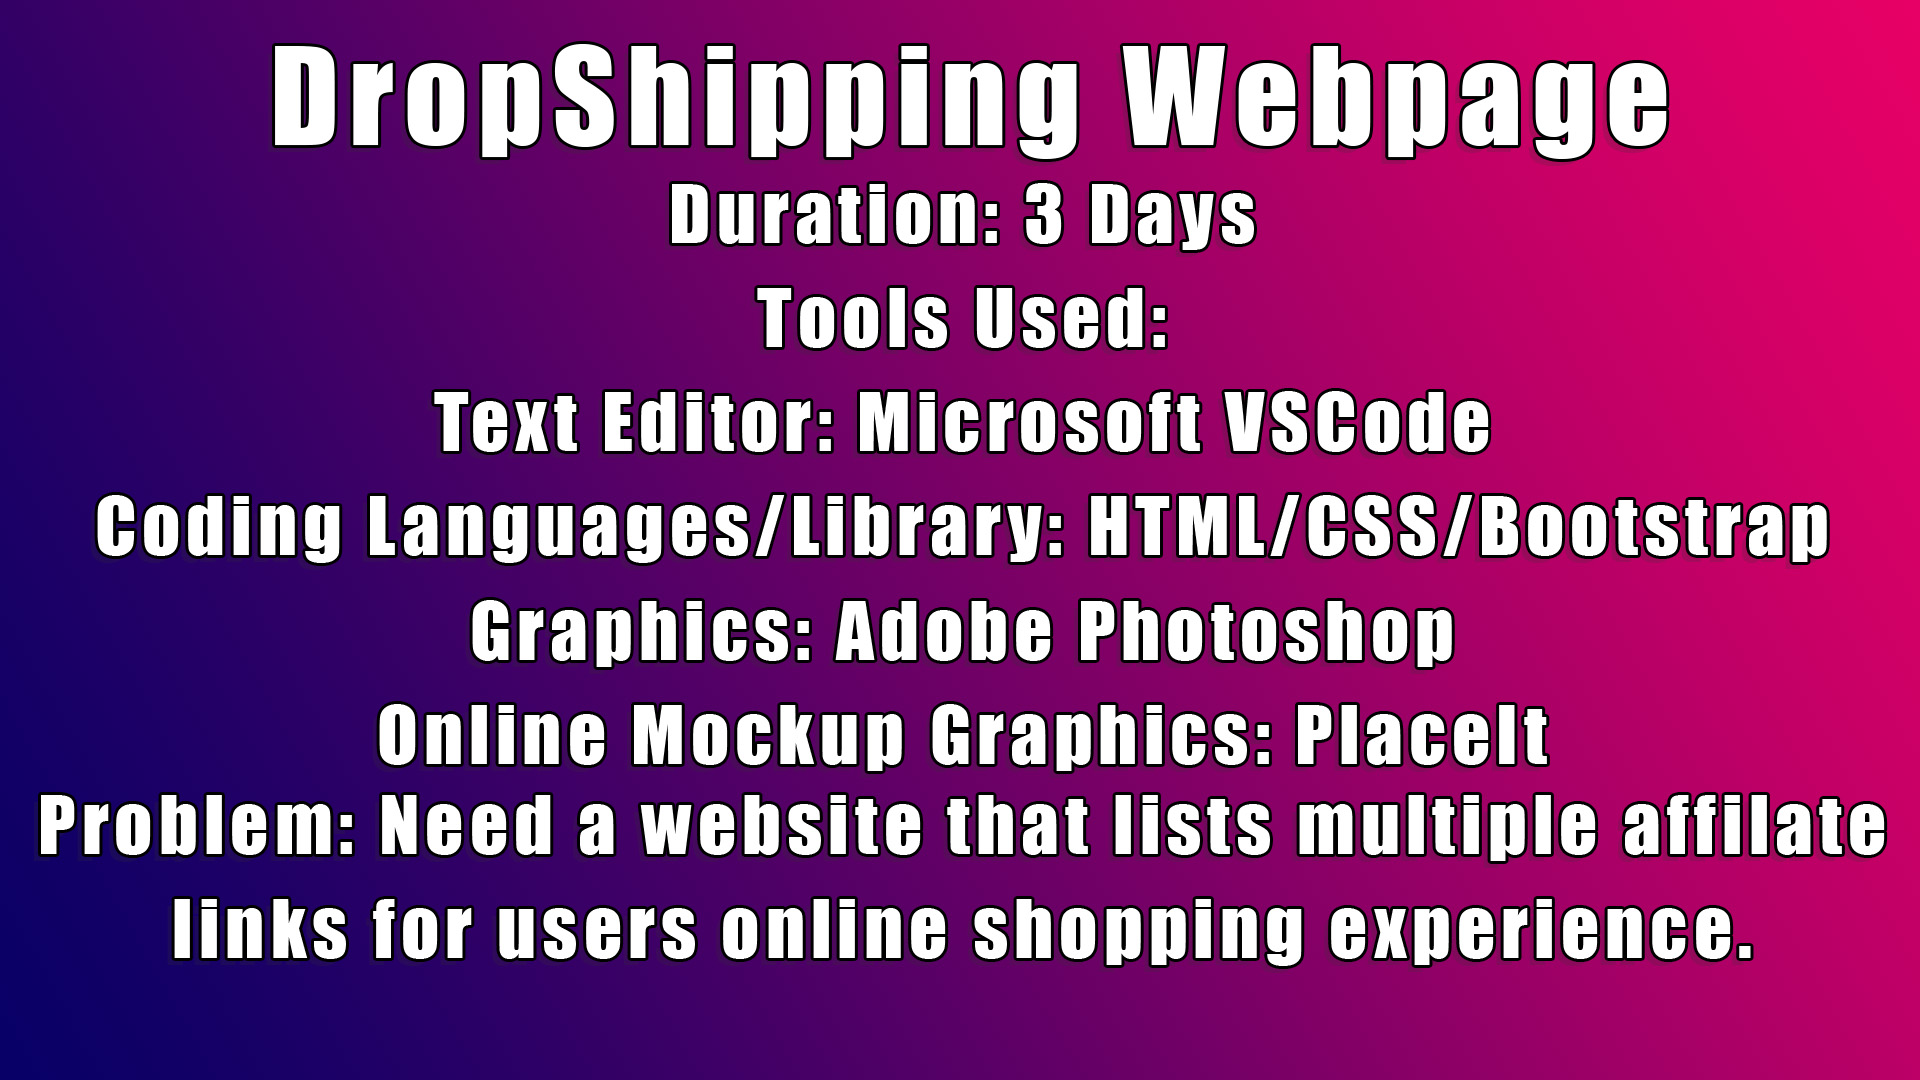 DropShipping Webpage
Duration: 3 Days
Tools Used:
Text Editor: Microsoft VSCode
Coding Languages/Library: HTML/CSS/Bootstrap
Graphics: Adobe Photoshop
Online Mockup Graphics: PlaceIt
Problem: Need a website that lists multiple affilate
links for users online shopping experience.